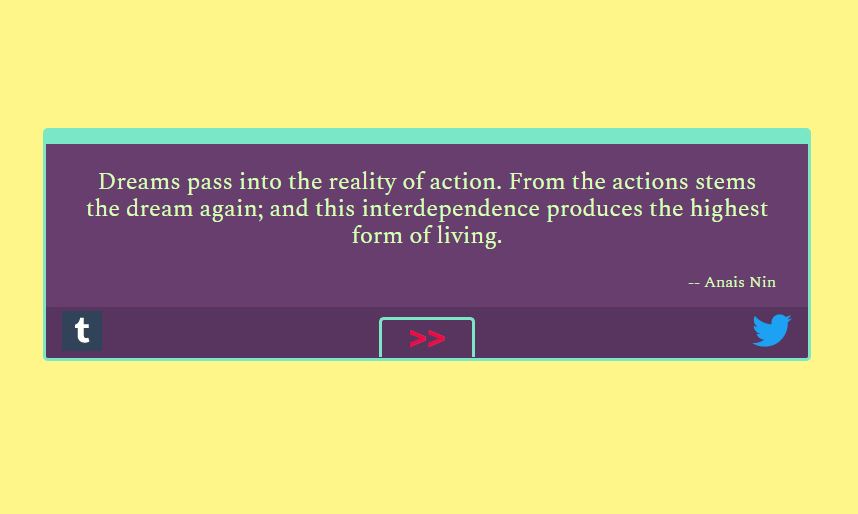 Dreams pass into the reality of action. From the actions stems
the dream again; and this interdependence produces the highest
form of living.
-- Anais Nin
t
>>